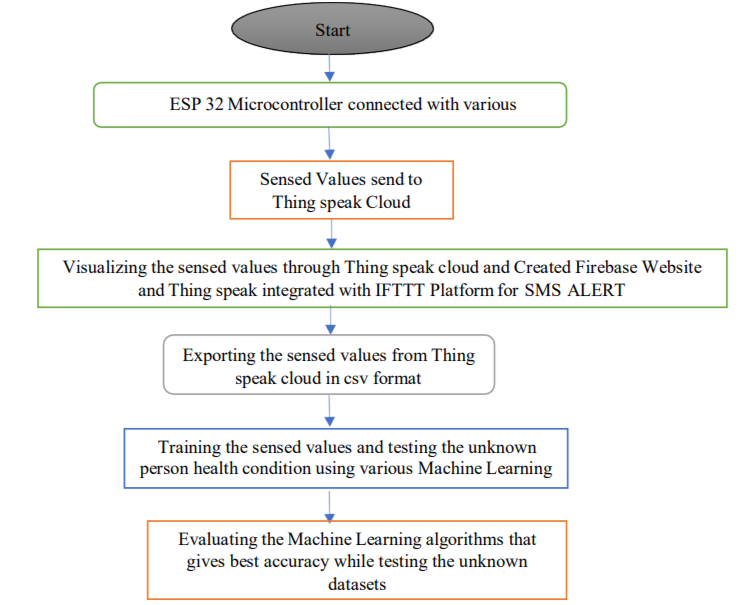 Start
ESP 32 Microcontroller connected with various
Sensed Values send to
Thing speak Cloud
Visualizing the sensed values through Thing speak cloud and Created Firebase Website
and Thing speak integrated with IFTTT Platform for SMS ALERT
Exporting the sensed values from Thing
speak cloud in csv format
Training the sensed values and testing the unknown
person health condition using various Machine Learning
Evaluating the Machine Learning algorithms that
gives best accuracy while testing the unknown
datasets